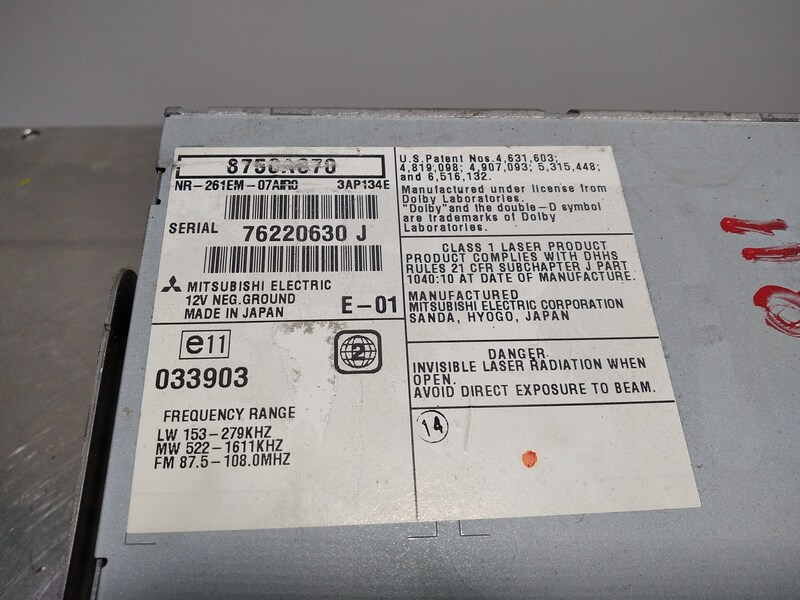 NR-261EM-07AIR0 3AP134E
SERIAL 76220630 J
MITSUBISHI ELECTRIC
12V NEG.GROUND
MADE IN JAPAN E-01
e11
2
033903
FREQUENCY RANGE
LW 153-279KHZ
MW 522-1611KHZ
FM 87.5-108.0MHZ
U.S.Patent Nos.4,631,603;
4,819,098; 4,907,093; 5,315,448;
and 6,516,132.
Manufactured under license from
Dolby Laboratories.
"Dolby" and the double-D symbol
are trademarks of Dolby
Laboratories.
CLASS 1 LASER PRODUCT
PRODUCT COMPLIES WITH DHHS
RULES 21 CFR SUBCHAPTER J PART
1040:10 AT DATE OF MANUFACTURE.
MANUFACTURED
MITSUBISHI ELECTRIC CORPORATION
SANDA, HYOGO, JAPAN
DANGER
INVISIBLE LASER RADIATION WHEN
OPEN.
AVOID DIRECT EXPOSURE TO BEAM.
14